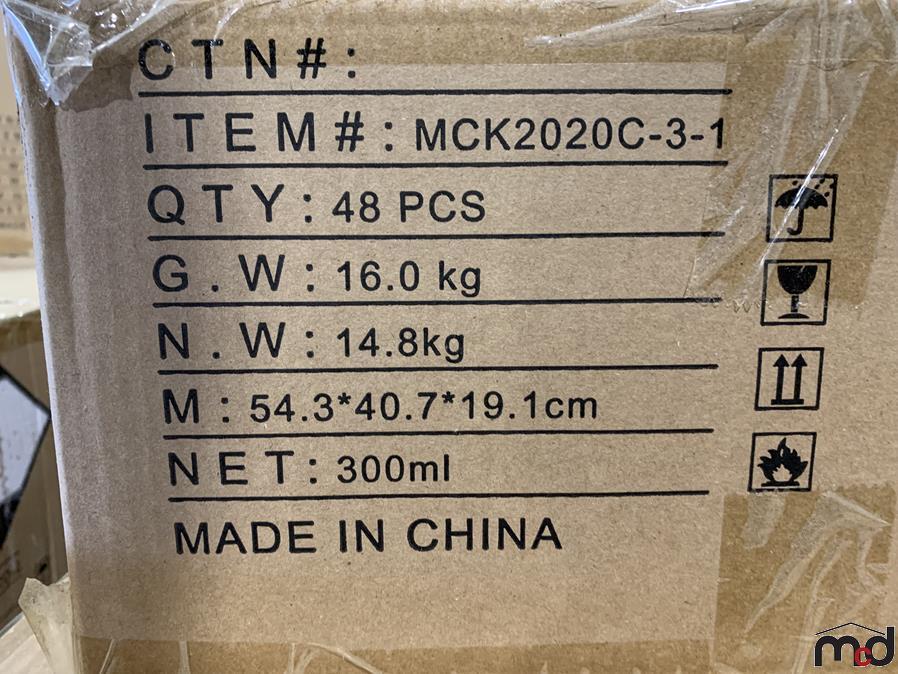 CTN#:
ITEM#: MCK2020C-3-1
QTY: 48 PCS
G.W: 16.0 kg
N.W: 14.8kg
M: 54.3*40.7*19.1cm
NET: 300ml
MADE IN CHINA
mcd